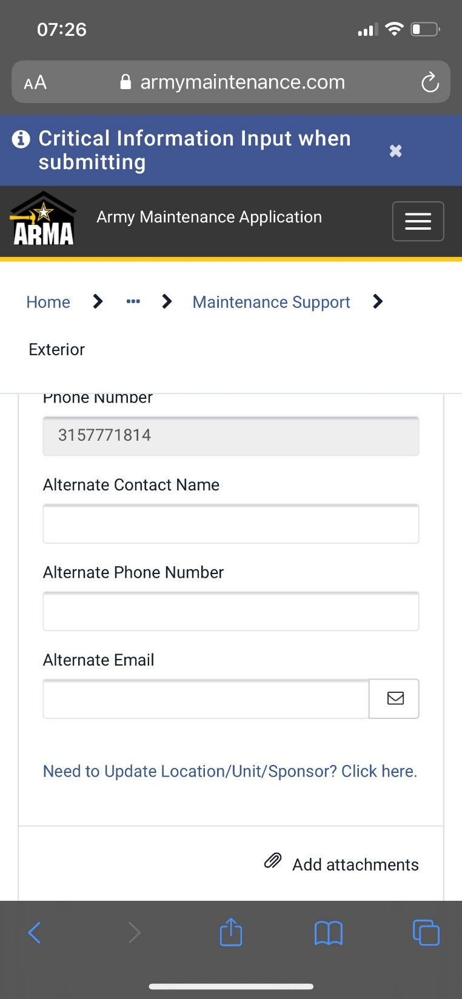 07:26
AA armymaintenance.com
Critical Information Input when
submitting
ARMA
Army Maintenance Application
Home ... Maintenance Support
Exterior
Phone Number
3157771814
Alternate Contact Name
Alternate Phone Number
Alternate Email
Need to Update Location/Unit/Sponsor? Click here.
Add attachments